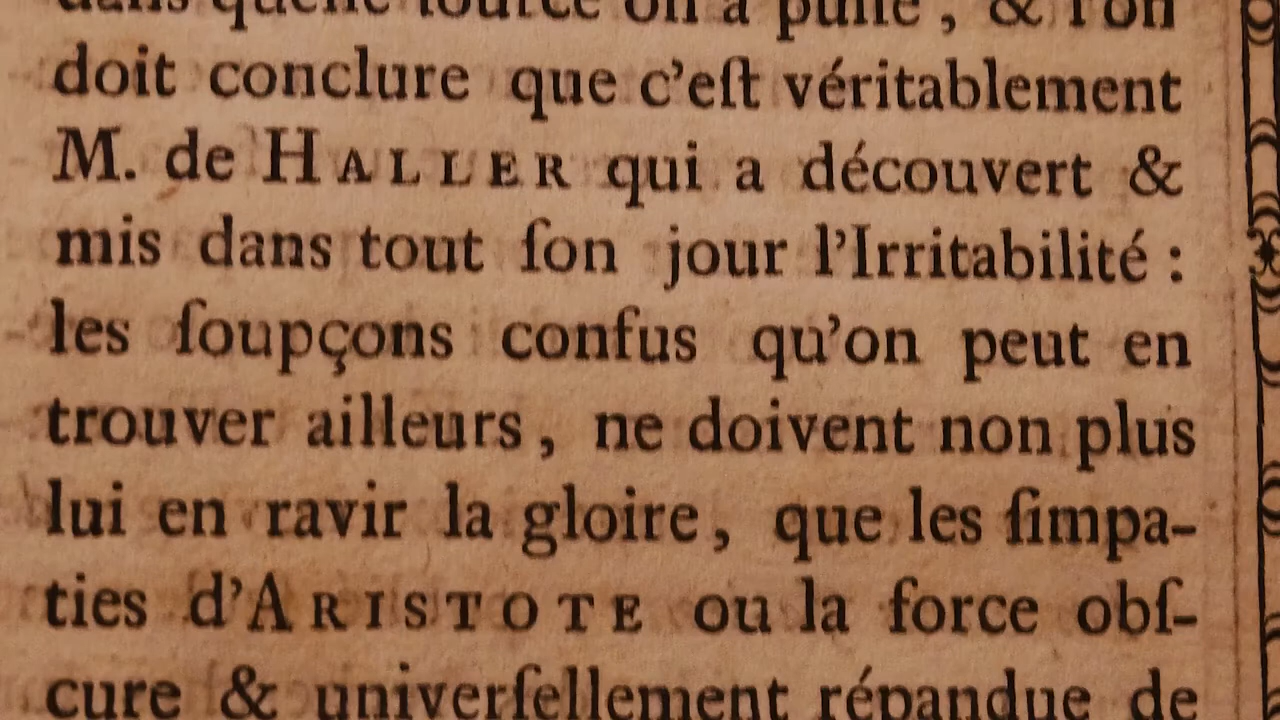 dans quelle ſource on a puiſé, & l'on
doit conclure que c'eſt véritablement
M. de HALLER qui a découvert &
mis dans tout ſon jour l'Irritabilité :
les ſoupçons confus qu'on peut en
trouver ailleurs, ne doivent non plus
lui en ravir la gloire, que les ſimpa-
ties d'ARISTOTE ou la force obſ-
cure & univerſellement répandue de